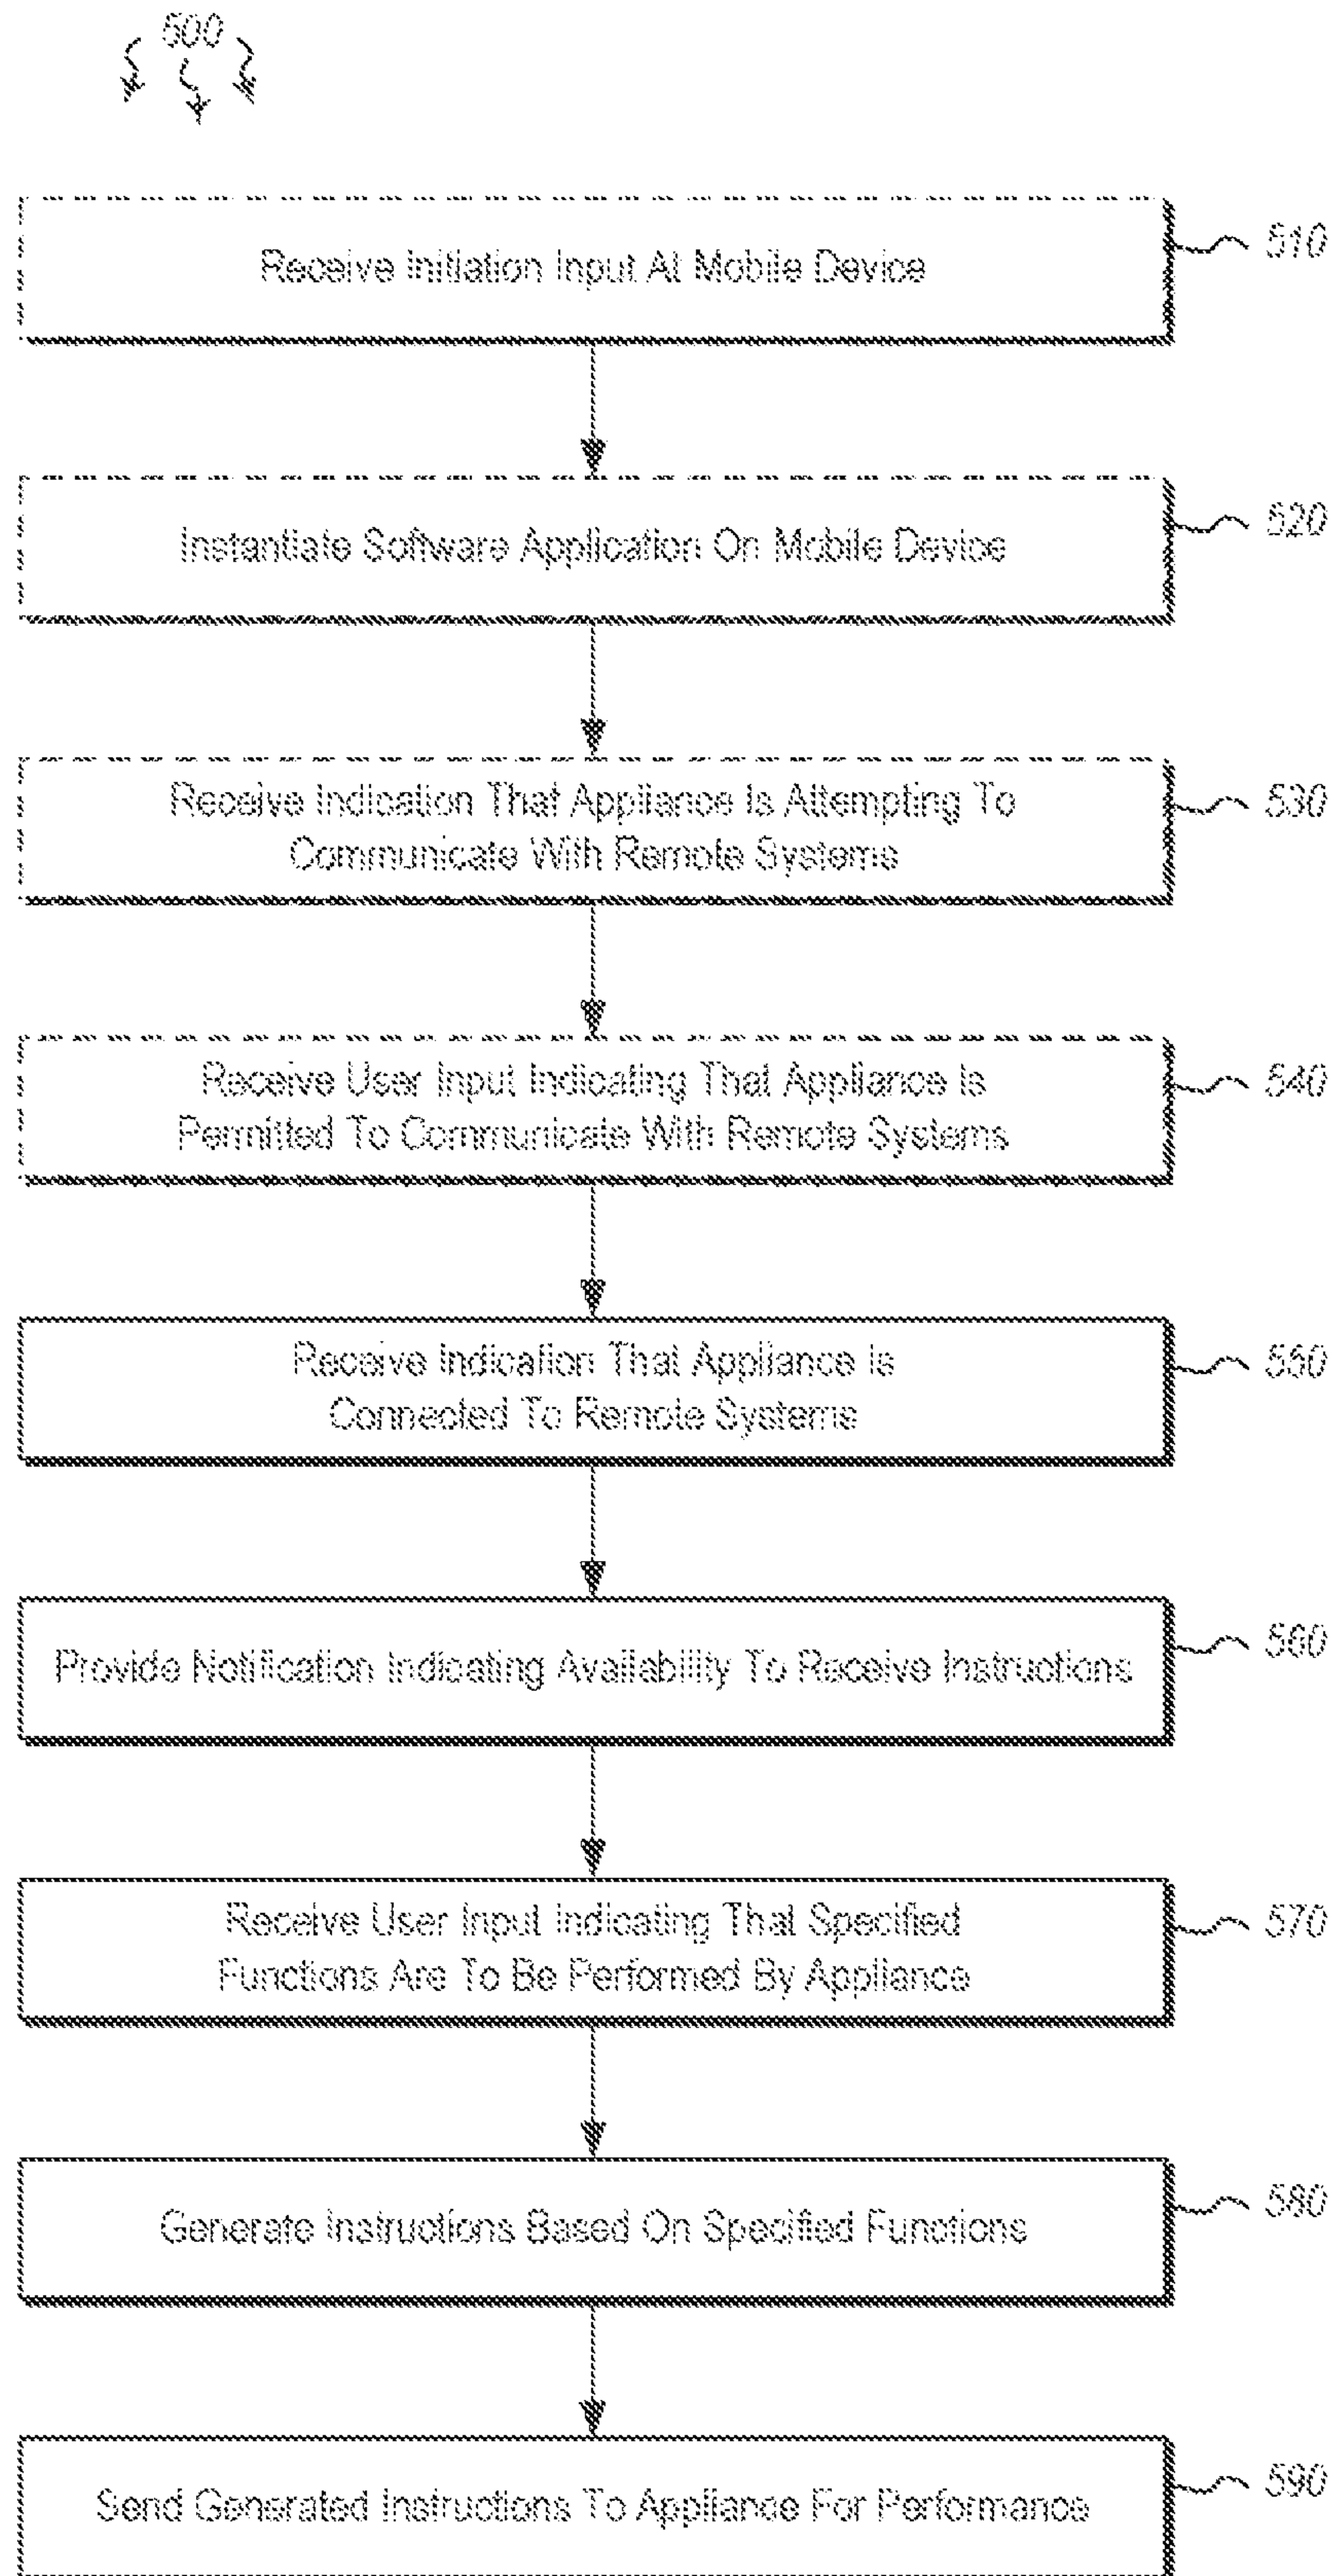 500
Receive Initiation Input At Mobile Device
510
Instantiate Software Application On Mobile Device
520
Receive Indication That Appliance Is Attempting To
Communicate With Remote Systems
530
Receive User Input Indicating That Appliance Is
Permitted To Communicate With Remote Systems
540
Receive Indication That Appliance Is
Connected To Remote Systems
550
Provide Notification Indicating Availability To Receive Instructions
560
Receive User Input Indicating That Specified
Functions Are To Be Performed By Appliance
570
Generate Instructions Based On Specified Functions
580
Send Generated Instructions To Appliance For Performance
590